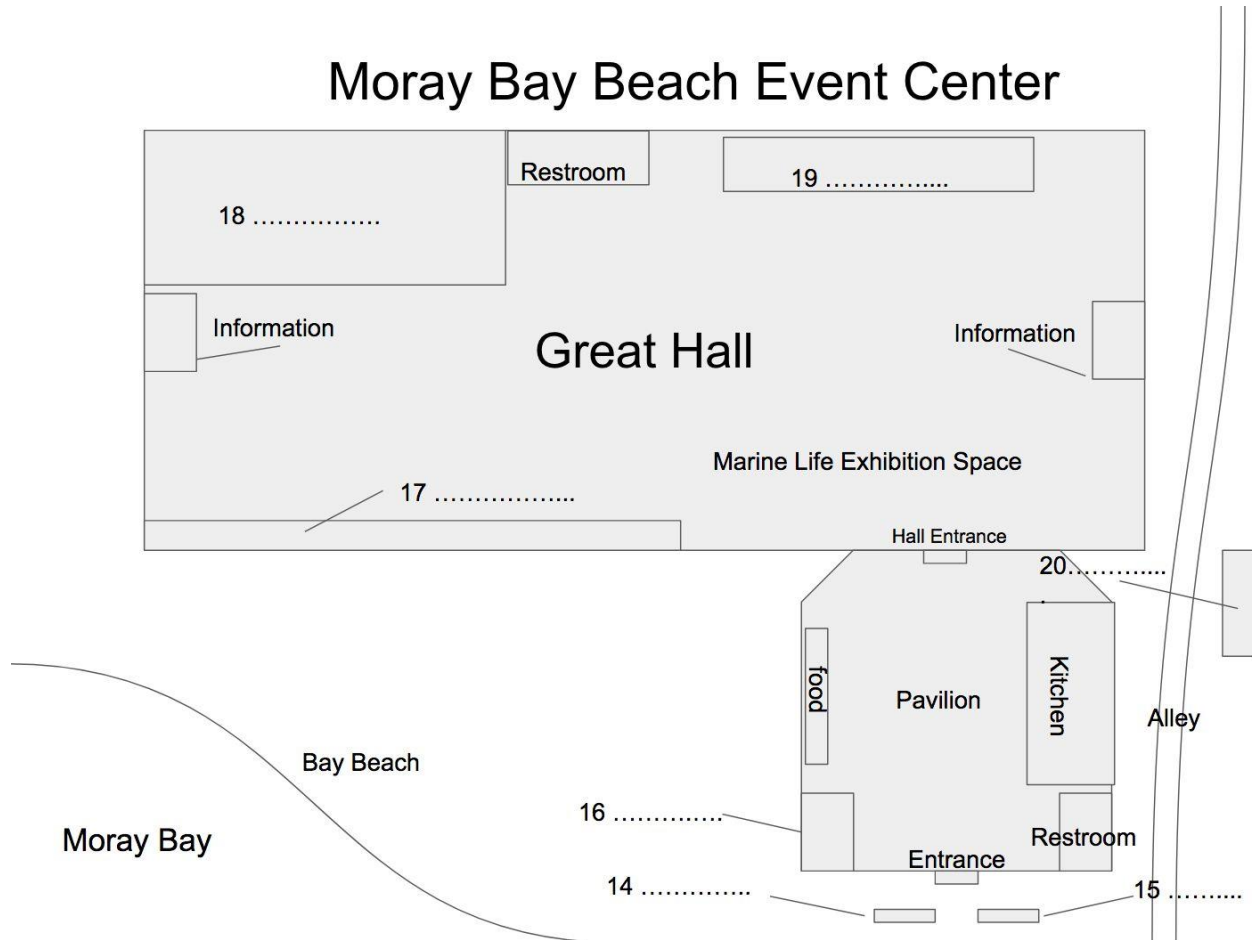 Moray Bay Beach Event Center
Restroom
19 …………....
18 …………….
Information
Great Hall
Information
Marine Life Exhibition Space
17 ……………...
Hall Entrance
20………....
.
food
Pavilion
Kitchen
Alley
Bay Beach
16 ………..….
Moray Bay
Restroom
Entrance
14 …………..
15 ……....